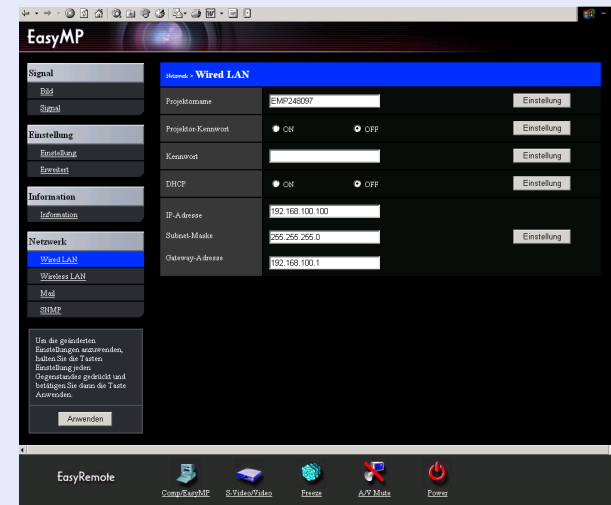 EasyMP
Signal
Bild
Signal
Einstellung
Einstellung
Erweitert
Information
Information
Netzwerk
Wired LAN
Wireless LAN
Mail
SNMP
Um die geänderten
Einstellungen anzuwenden,
halten Sie die Tasten
Einstellung jeden
Gegenstandes gedrückt und
betätigen Sie dann die Taste
Anwenden.
Anwenden
Netzwerk > Wired LAN
Projektorname EMP248097 Einstellung
Projektor-Kennwort ON OFF Einstellung
Kennwort Einstellung
DHCP ON OFF Einstellung
IP-Adresse 192.168.100.100
Subnet-Maske 255.255.255.0 Einstellung
Gateway-Adresse 192.168.100.1
EasyRemote
Comp/EasyMP S-Video/Video Freeze A/V Mute Power